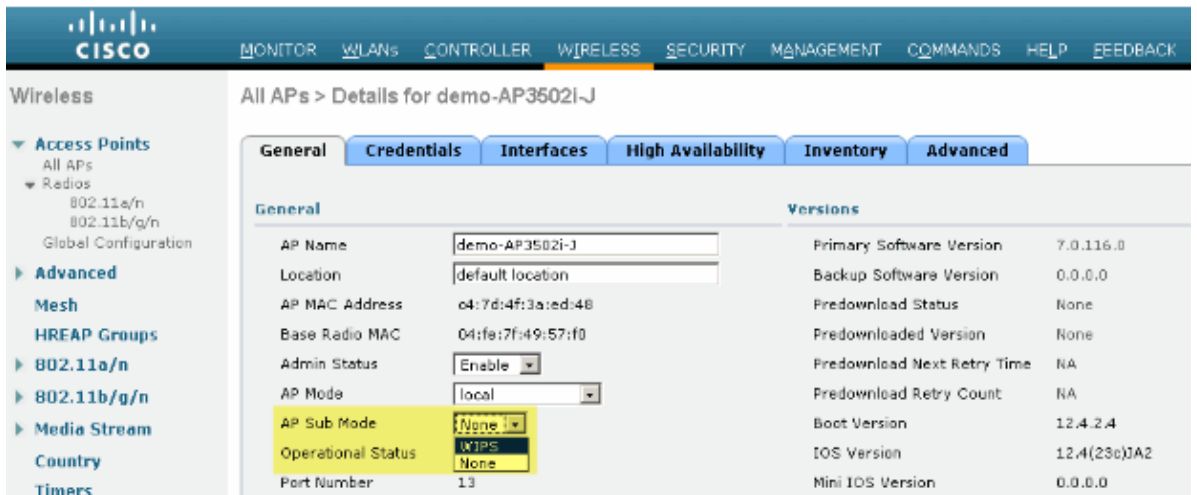 CISCO
MONITOR WLANs CONTROLLER WIRELESS SECURITY MANAGEMENT COMMANDS HELP FEEDBACK
Wireless
Access Points
All APs
Radios
802.11a/n
802.11b/g/n
Global Configuration
Advanced
Mesh
HREAP Groups
802.11a/n
802.11b/g/n
Media Stream
Country
Timers
All APs > Details for demo-AP3502i-J
General Credentials Interfaces High Availability Inventory Advanced
General
AP Name demo-AP3502i-J
Location default location
AP MAC Address c4:7d:4f:3a:ed:48
Base Radio MAC 04:fe:7f:49:57:f0
Admin Status Enable
AP Mode local
AP Sub Mode None
WIPS
Operational Status None
Port Number 13
Versions
Primary Software Version 7.0.116.0
Backup Software Version 0.0.0.0
Predownload Status None
Predownloaded Version None
Predownload Next Retry Time NA
Predownload Retry Count NA
Boot Version 12.4.2.4
IOS Version 12.4(23c)JA2
Mini IOS Version 0.0.0.0